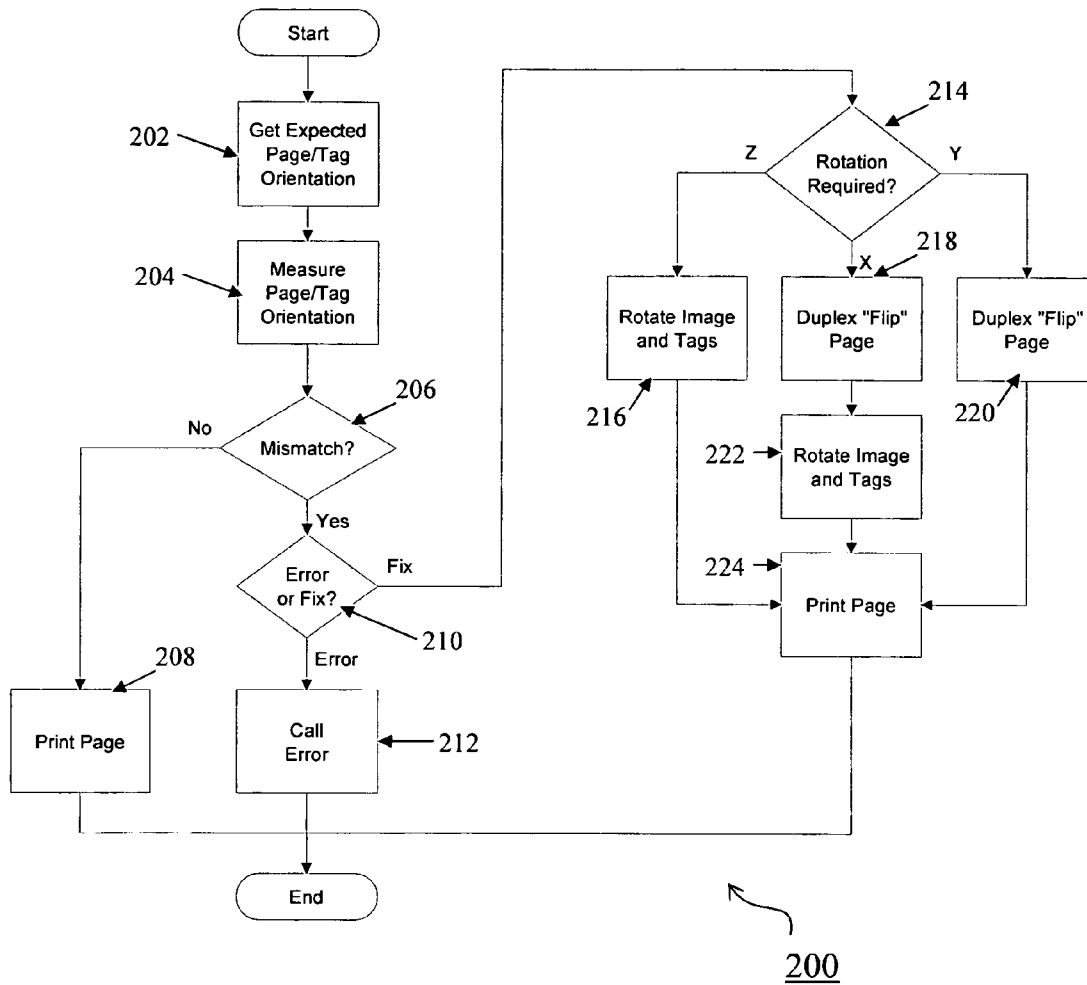 Start
202
Get Expected
Page/Tag
Orientation
204
Measure
Page/Tag
Orientation
206
No
Mismatch?
Yes
Error
or Fix?
Fix
210
Error
208
Print Page
Call
Error
212
End
214
Z
Rotation
Required?
Y
X
218
Rotate Image
and Tags
216
Duplex "Flip"
Page
Duplex "Flip"
Page
220
222
Rotate Image
and Tags
224
Print Page
200